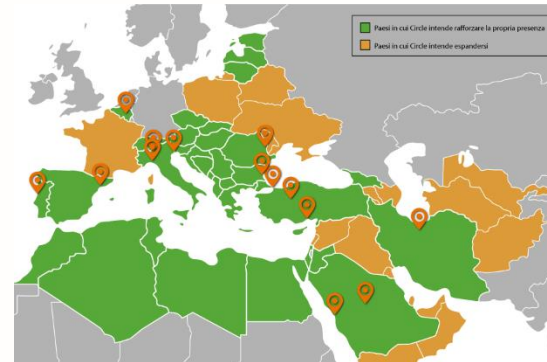 Paesi in cui Circle intende rafforzare la propria presenza
Paesi in cui Circle intende espandersi